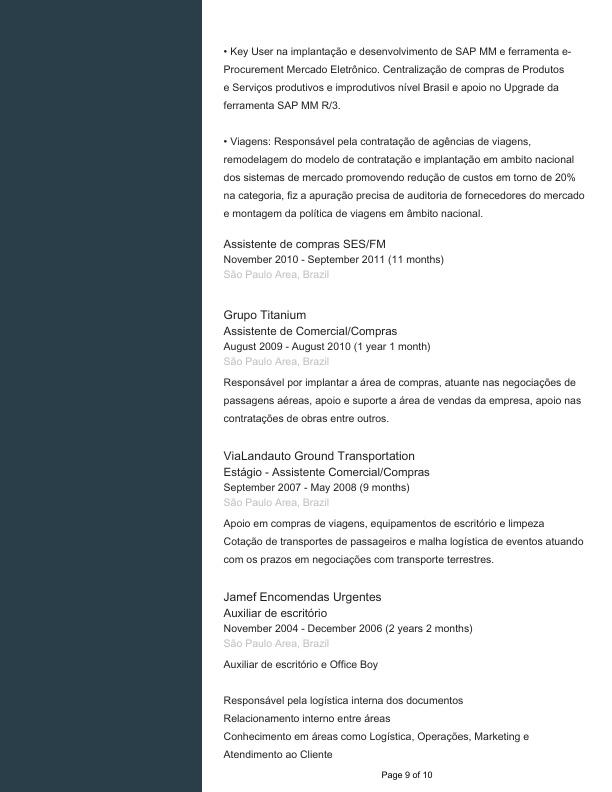 • Key User na implantação e desenvolvimento de SAP MM e ferramenta e-
Procurement Mercado Eletrônico. Centralização de compras de Produtos
e Serviços produtivos e improdutivos nível Brasil e apoio no Upgrade da
ferramenta SAP MM R/3.
• Viagens: Responsável pela contratação de agências de viagens,
remodelagem do modelo de contratação e implantação em ambito nacional
dos sistemas de mercado promovendo redução de custos em torno de 20%
na categoria, fiz a apuração precisa de auditoria de fornecedores do mercado
e montagem da política de viagens em âmbito nacional.
Assistente de compras SES/FM
November 2010 - September 2011 (11 months)
São Paulo Area, Brazil
Grupo Titanium
Assistente de Comercial/Compras
August 2009 - August 2010 (1 year 1 month)
São Paulo Area, Brazil
Responsável por implantar a área de compras, atuante nas negociações de
passagens aéreas, apoio e suporte a área de vendas da empresa, apoio nas
contratações de obras entre outros.
ViaLandauto Ground Transportation
Estágio - Assistente Comercial/Compras
September 2007 - May 2008 (9 months)
São Paulo Area, Brazil
Apoio em compras de viagens, equipamentos de escritório e limpeza
Cotação de transportes de passageiros e malha logística de eventos atuando
com os prazos em negociações com transporte terrestres.
Jamef Encomendas Urgentes
Auxiliar de escritório
November 2004 - December 2006 (2 years 2 months)
São Paulo Area, Brazil
Auxiliar de escritório e Office Boy
Responsável pela logística interna dos documentos
Relacionamento interno entre áreas
Conhecimento em áreas como Logística, Operações, Marketing e
Atendimento ao Cliente
Page 9 of 10